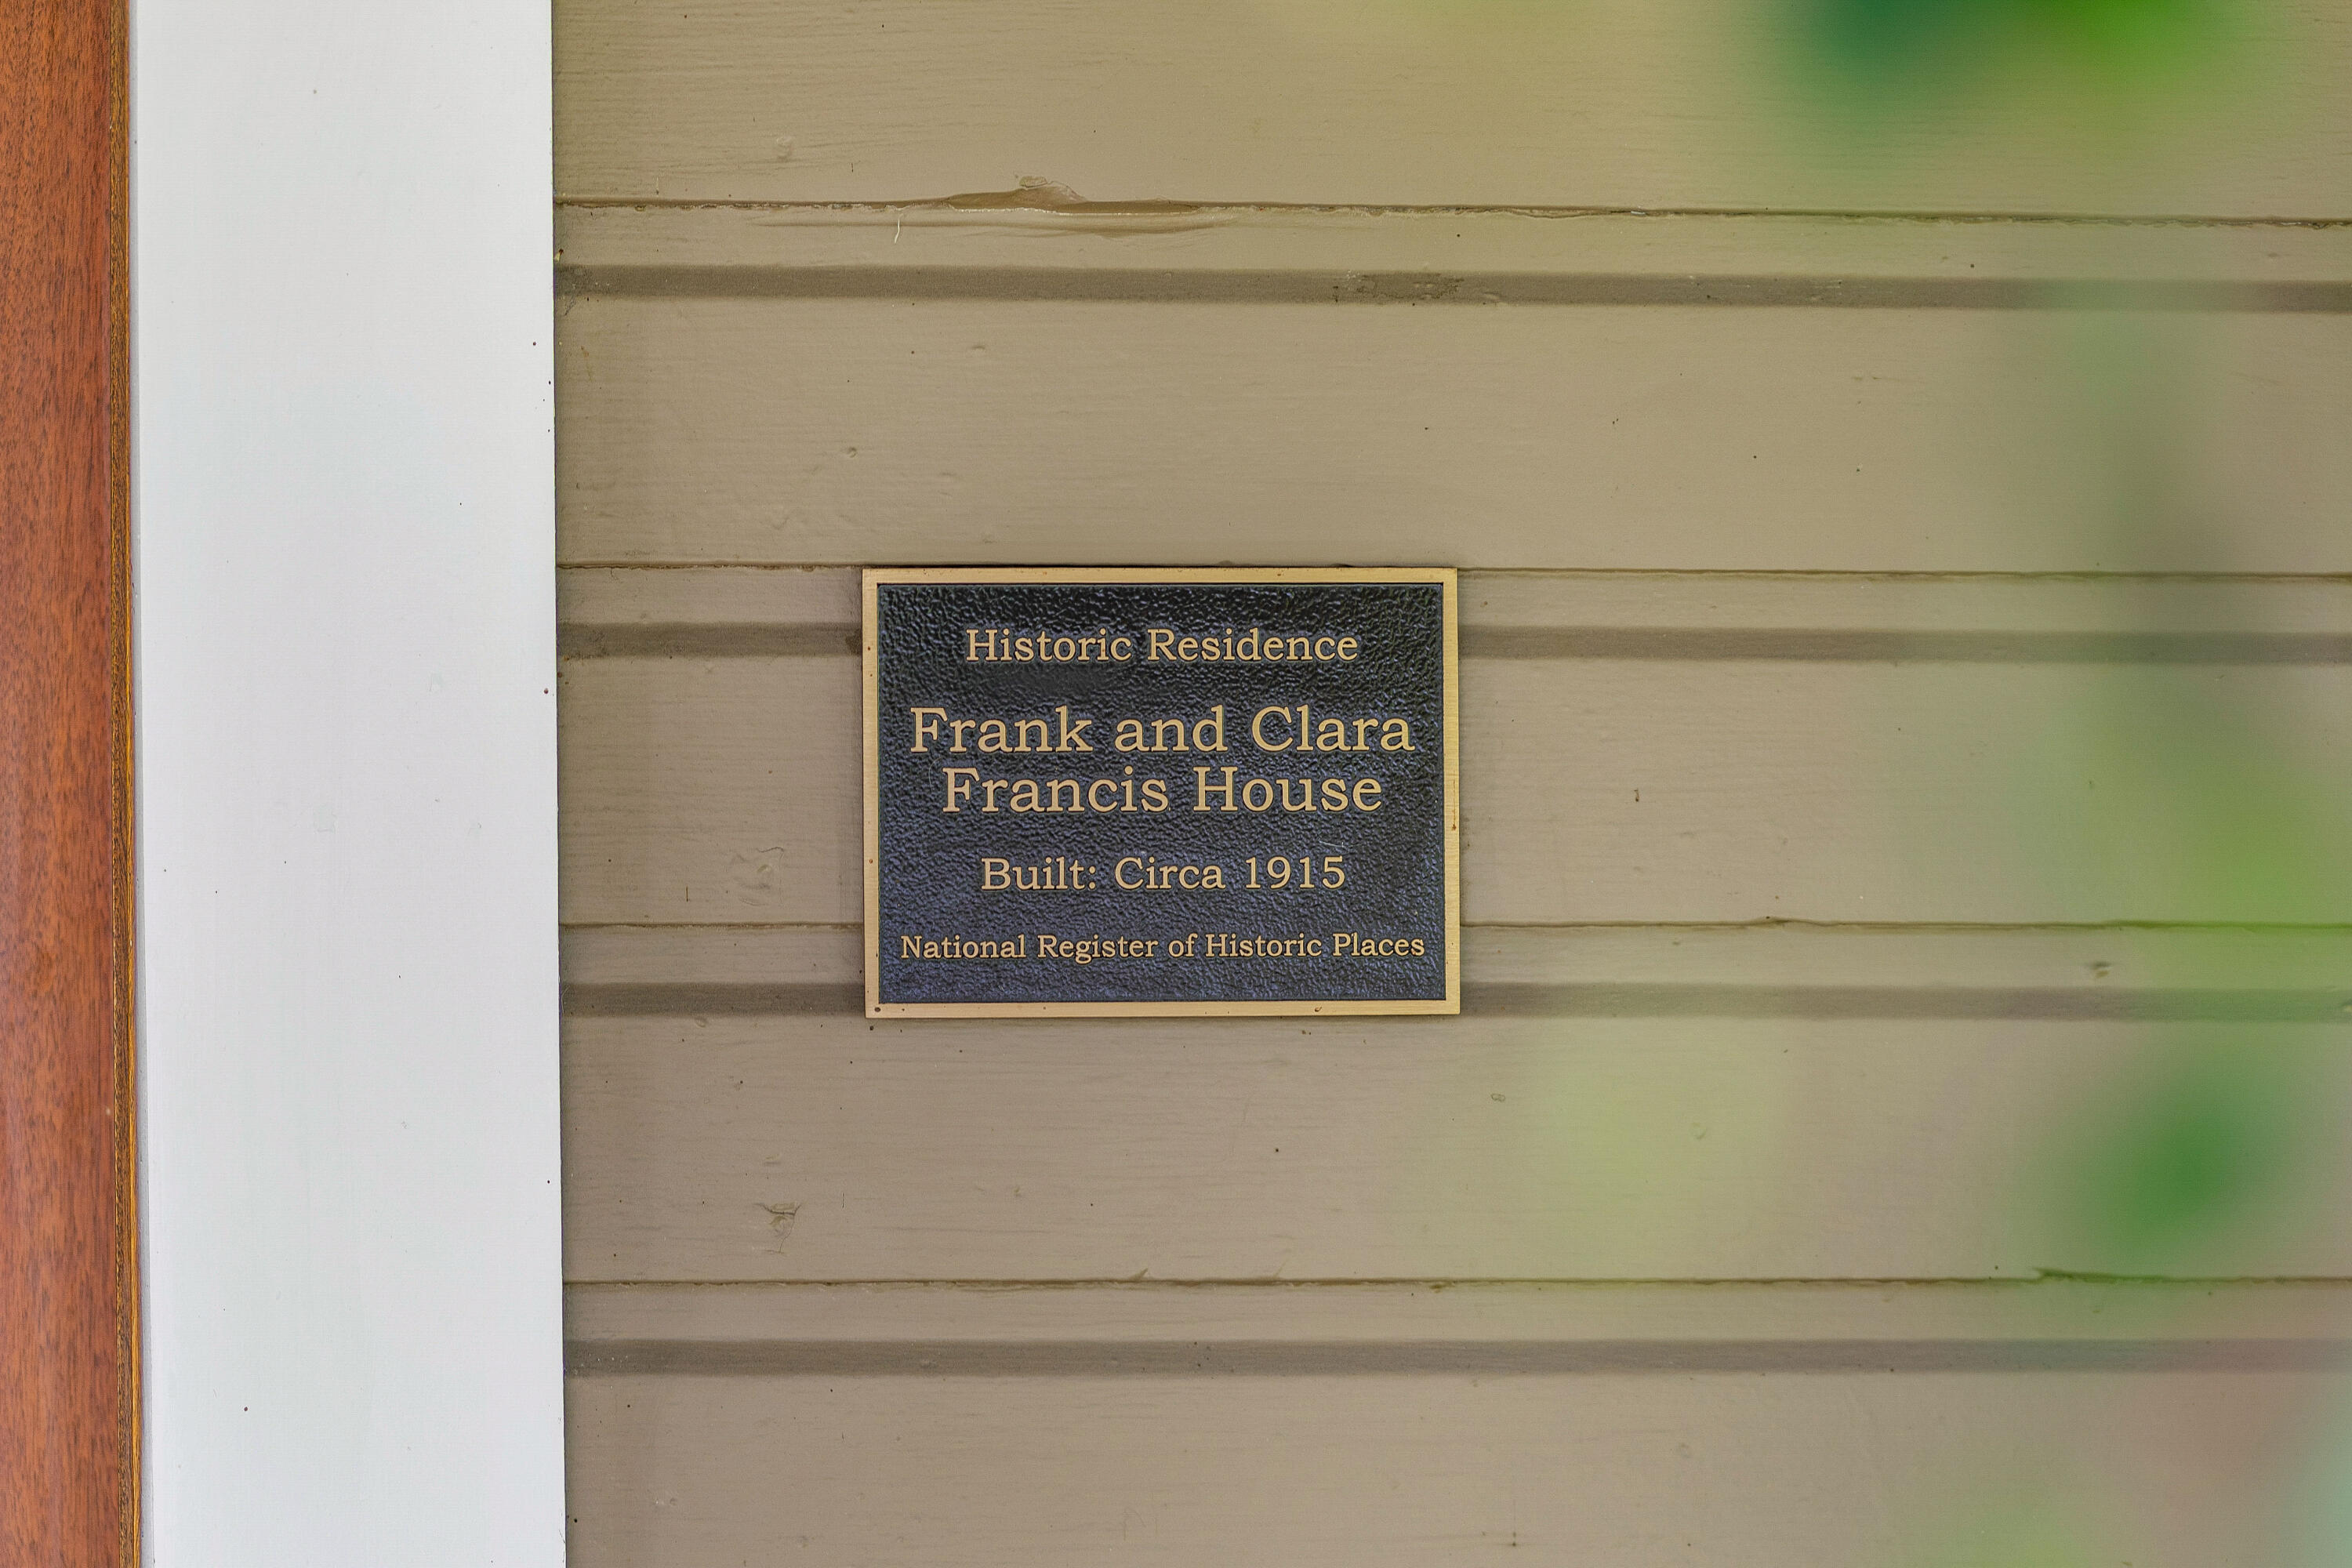 Historic Residence
Frank and Clara
Francis House
Built: Circa 1915
National Register of Historic Places